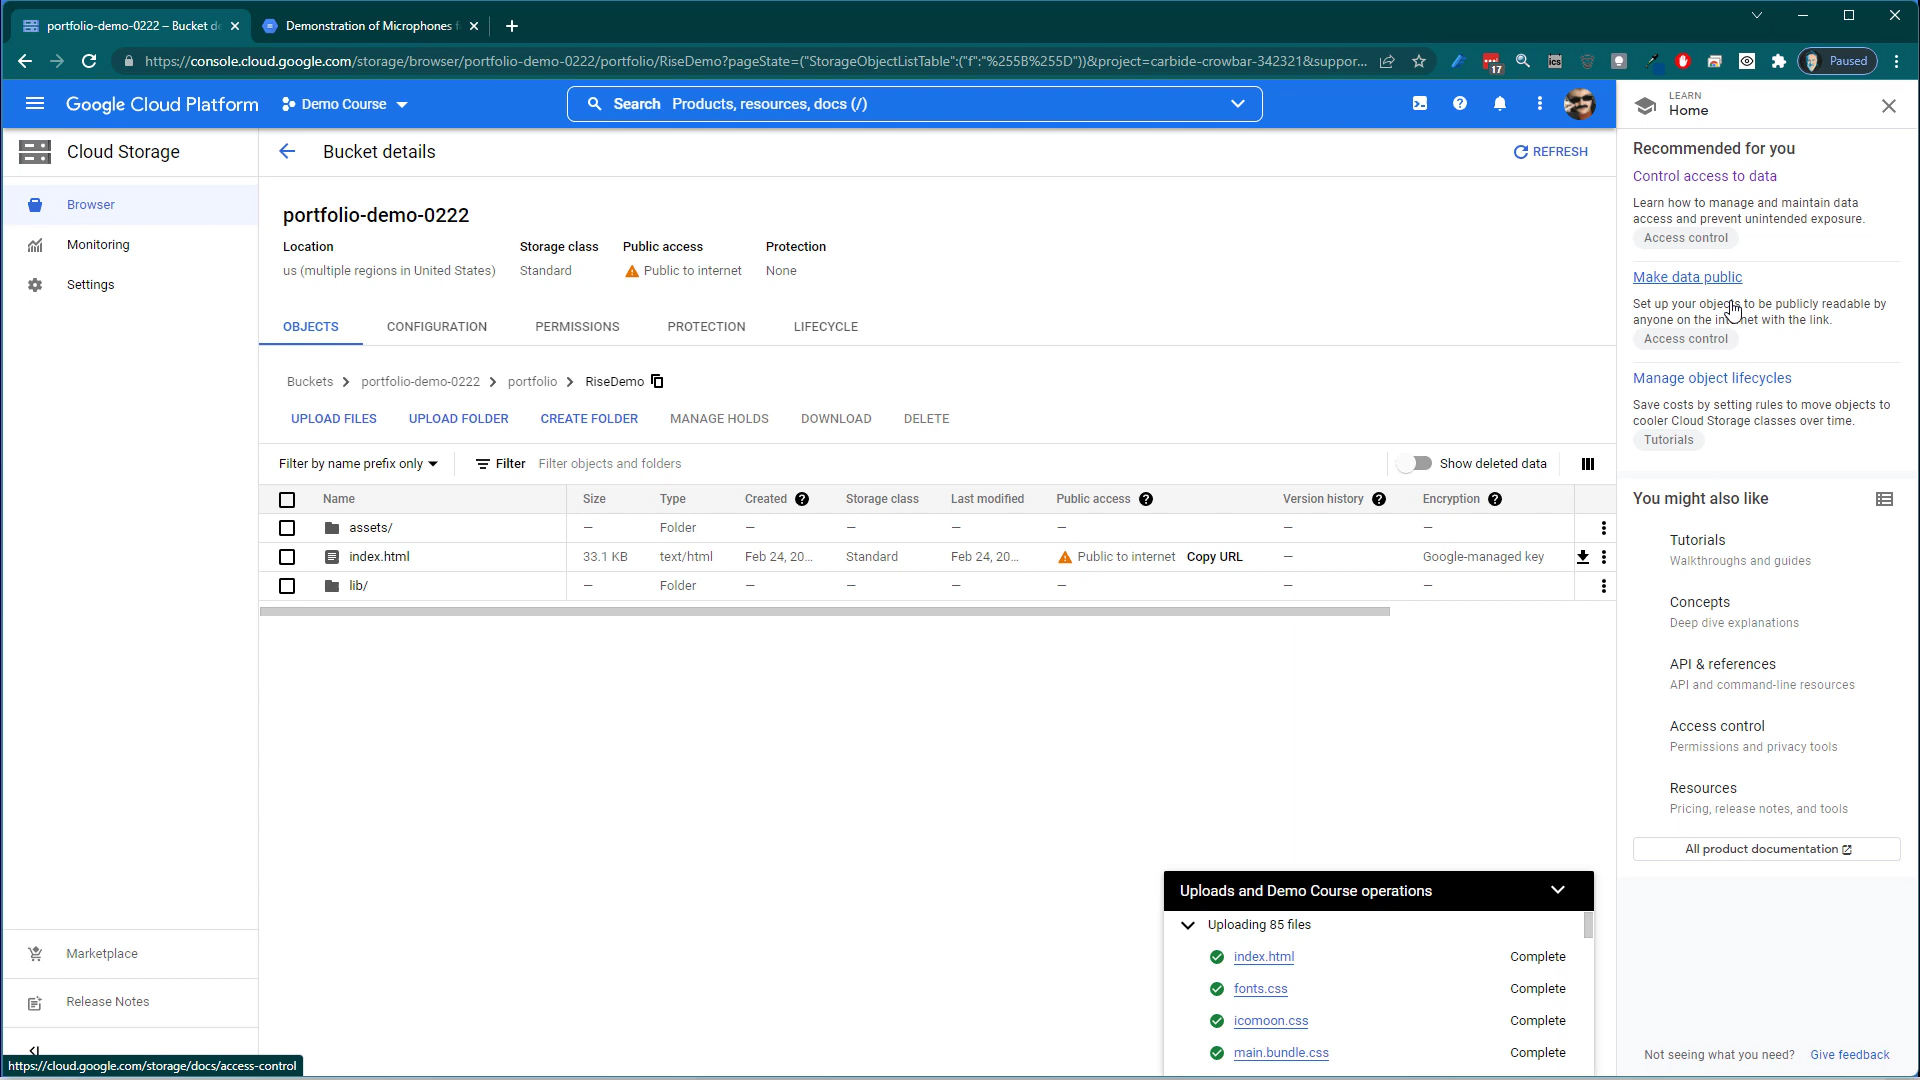 portfolio-demo-0222 – Bucket de
Demonstration of Microphones f
https://console.cloud.google.com/storage/browser/portfolio-demo-0222/portfolio/RiseDemo?pageState=("StorageObjectListTable":("f":"%255B%255D"))&project=carbide-crowbar-342321&suppor...
17
ics
Paused
Google Cloud Platform
Demo Course
Search Products, resources, docs (/)
LEARN
Home
Cloud Storage
Browser
Monitoring
Settings
Marketplace
Release Notes
Bucket details
REFRESH
portfolio-demo-0222
Location Storage class Public access Protection
us (multiple regions in United States) Standard Public to internet None
OBJECTS CONFIGURATION PERMISSIONS PROTECTION LIFECYCLE
Buckets > portfolio-demo-0222 > portfolio > RiseDemo
UPLOAD FILES UPLOAD FOLDER CREATE FOLDER MANAGE HOLDS DOWNLOAD DELETE
Filter by name prefix only Filter Filter objects and folders Show deleted data
Name Size Type Created Storage class Last modified Public access Version history Encryption
assets/ — Folder — — — — — —
index.html 33.1 KB text/html Feb 24, 20... Standard Feb 24, 20... Public to internet Copy URL — Google-managed key
lib/ — Folder — — — — — —
Uploads and Demo Course operations
Uploading 85 files
index.html Complete
fonts.css Complete
icomoon.css Complete
main.bundle.css Complete
Recommended for you
Control access to data
Learn how to manage and maintain data
access and prevent unintended exposure.
Access control
Make data public
Set up your objects to be publicly readable by
anyone on the internet with the link.
Access control
Manage object lifecycles
Save costs by setting rules to move objects to
cooler Cloud Storage classes over time.
Tutorials
You might also like
Tutorials
Walkthroughs and guides
Concepts
Deep dive explanations
API & references
API and command-line resources
Access control
Permissions and privacy tools
Resources
Pricing, release notes, and tools
All product documentation
Not seeing what you need? Give feedback
https://cloud.google.com/storage/docs/access-control